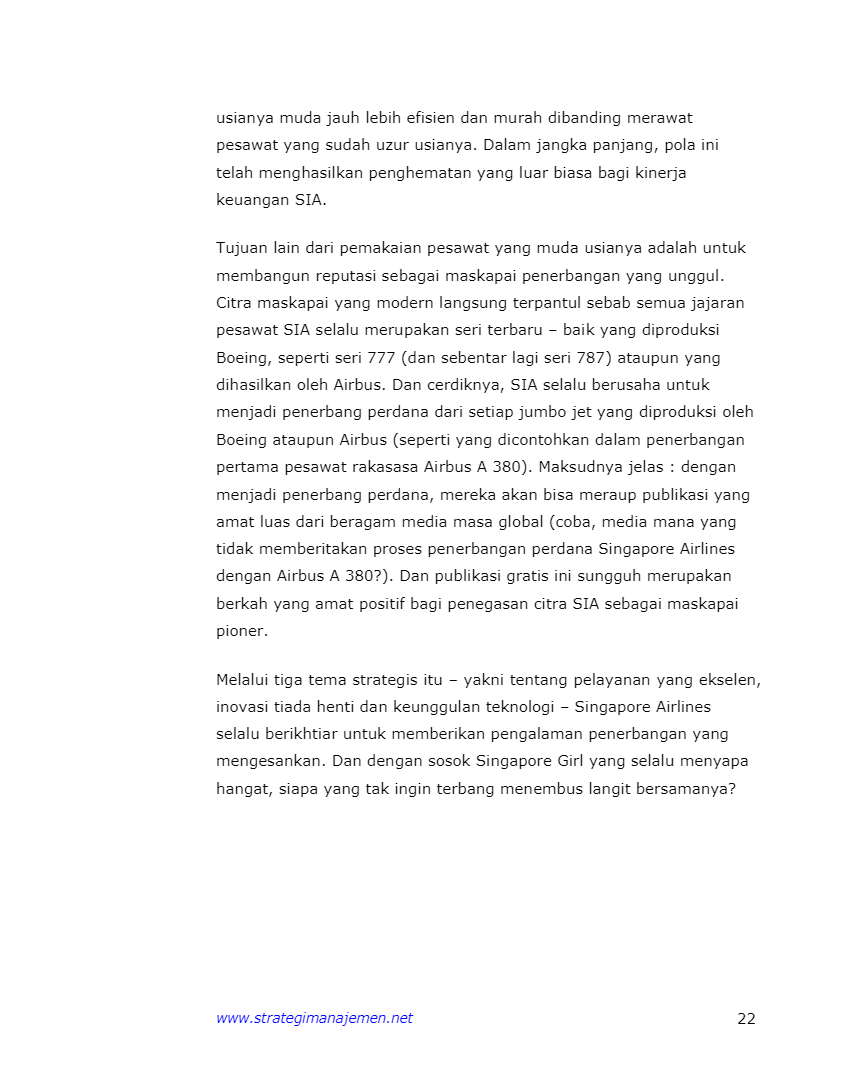 usianya muda jauh lebih efisien dan murah dibanding merawat
pesawat yang sudah uzur usianya. Dalam jangka panjang, pola ini
telah menghasilkan penghematan yang luar biasa bagi kinerja
keuangan SIA.
Tujuan lain dari pemakaian pesawat yang muda usianya adalah untuk
membangun reputasi sebagai maskapai penerbangan yang unggul.
Citra maskapai yang modern langsung terpantul sebab semua jajaran
pesawat SIA selalu merupakan seri terbaru – baik yang diproduksi
Boeing, seperti seri 777 (dan sebentar lagi seri 787) ataupun yang
dihasilkan oleh Airbus. Dan cerdiknya, SIA selalu berusaha untuk
menjadi penerbang perdana dari setiap jumbo jet yang diproduksi oleh
Boeing ataupun Airbus (seperti yang dicontohkan dalam penerbangan
pertama pesawat rakasasa Airbus A 380). Maksudnya jelas : dengan
menjadi penerbang perdana, mereka akan bisa meraup publikasi yang
amat luas dari beragam media masa global (coba, media mana yang
tidak memberitakan proses penerbangan perdana Singapore Airlines
dengan Airbus A 380?). Dan publikasi gratis ini sungguh merupakan
berkah yang amat positif bagi penegasan citra SIA sebagai maskapai
pioner.
Melalui tiga tema strategis itu – yakni tentang pelayanan yang ekselen,
inovasi tiada henti dan keunggulan teknologi – Singapore Airlines
selalu berikhtiar untuk memberikan pengalaman penerbangan yang
mengesankan. Dan dengan sosok Singapore Girl yang selalu menyapa
hangat, siapa yang tak ingin terbang menembus langit bersamanya?
www.strategimanajemen.net 22